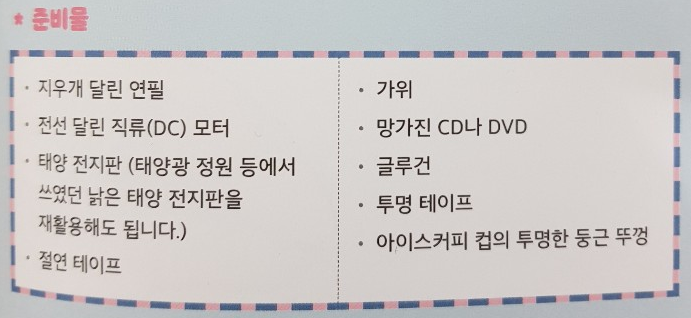 ★ 준비물
· 지우개 달린 연필
· 전선 달린 직류(DC) 모터
· 태양 전지판 (태양광 정원 등에서
쓰였던 낡은 태양 전지판을
재활용해도 됩니다.)
· 절연 테이프
· 가위
· 망가진 CD나 DVD
· 글루건
· 투명 테이프
· 아이스커피 컵의 투명한 둥근 뚜껑